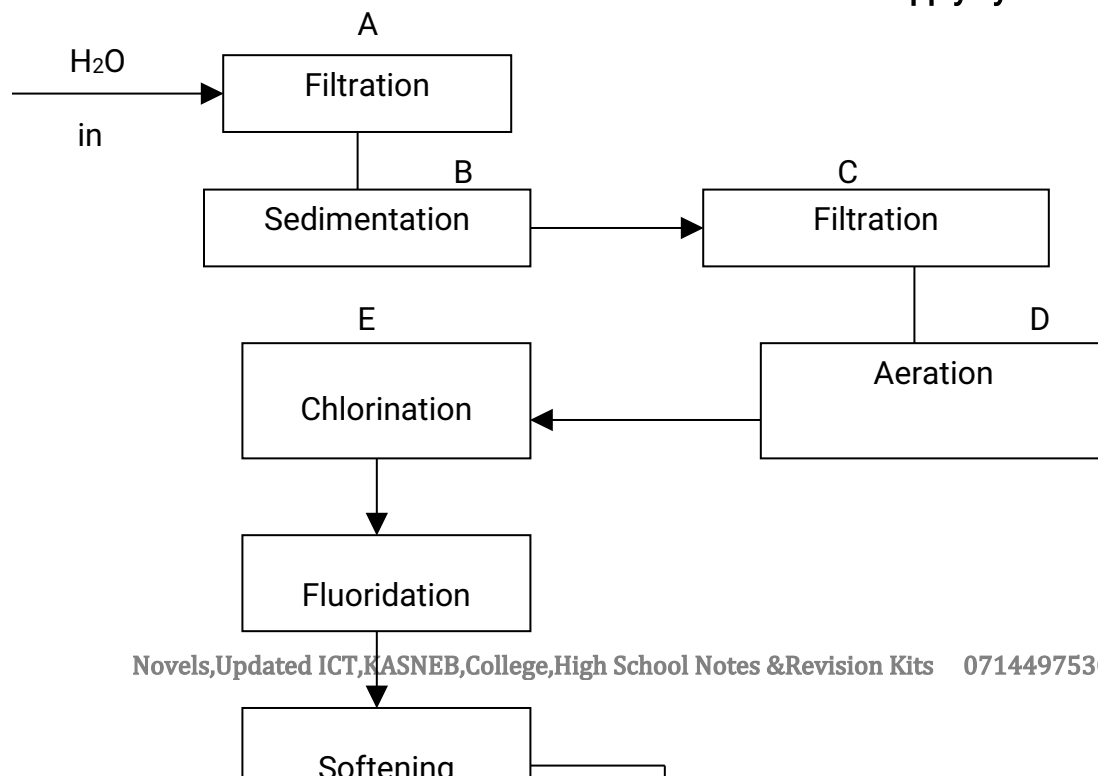 A
H₂O
Filtration
in
B
C
Sedimentation
Filtration
E
D
Aeration
Chlorination
Fluoridation
Novels,Updated ICT,KASNEB,College,High School Notes &Revision Kits 071449753
Softening